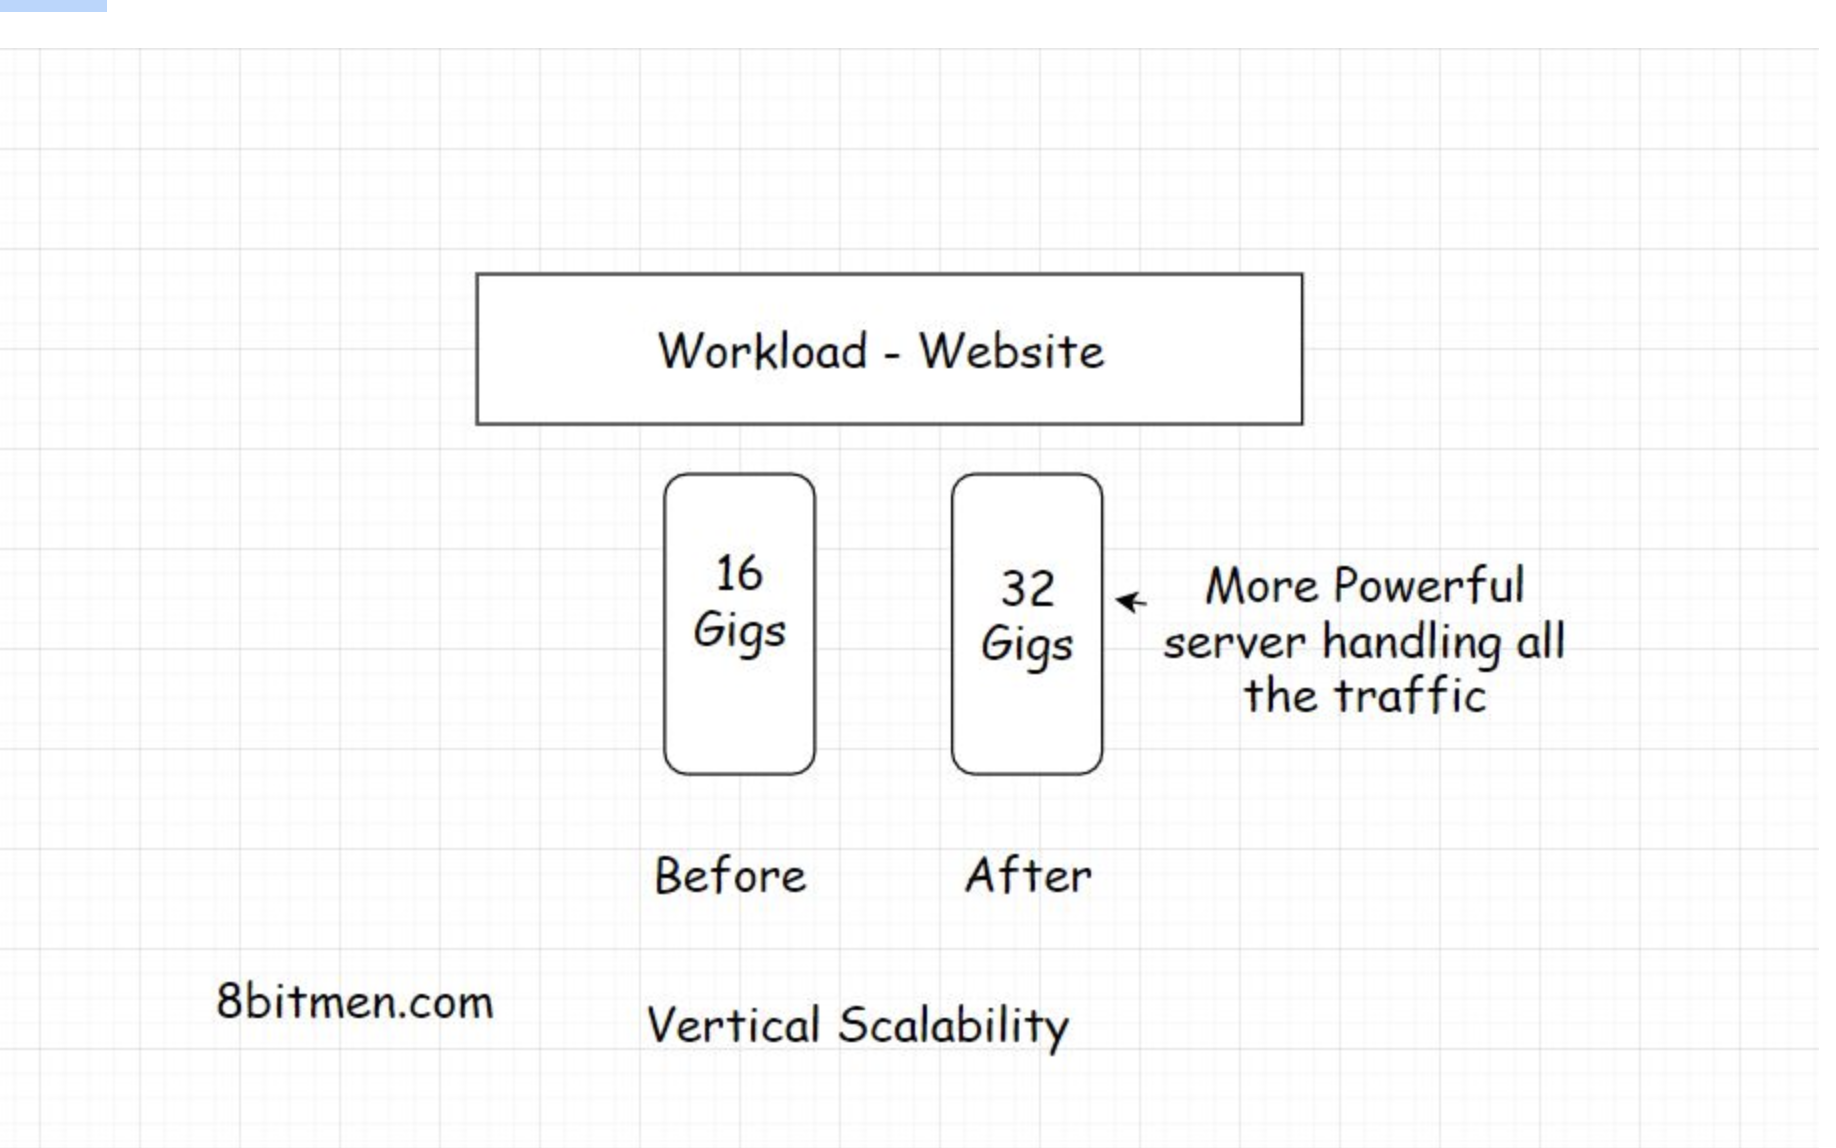 Workload - Website
16
Gigs
32
Gigs
More Powerful
server handling all
the traffic
Before
After
8bitmen.com
Vertical Scalability